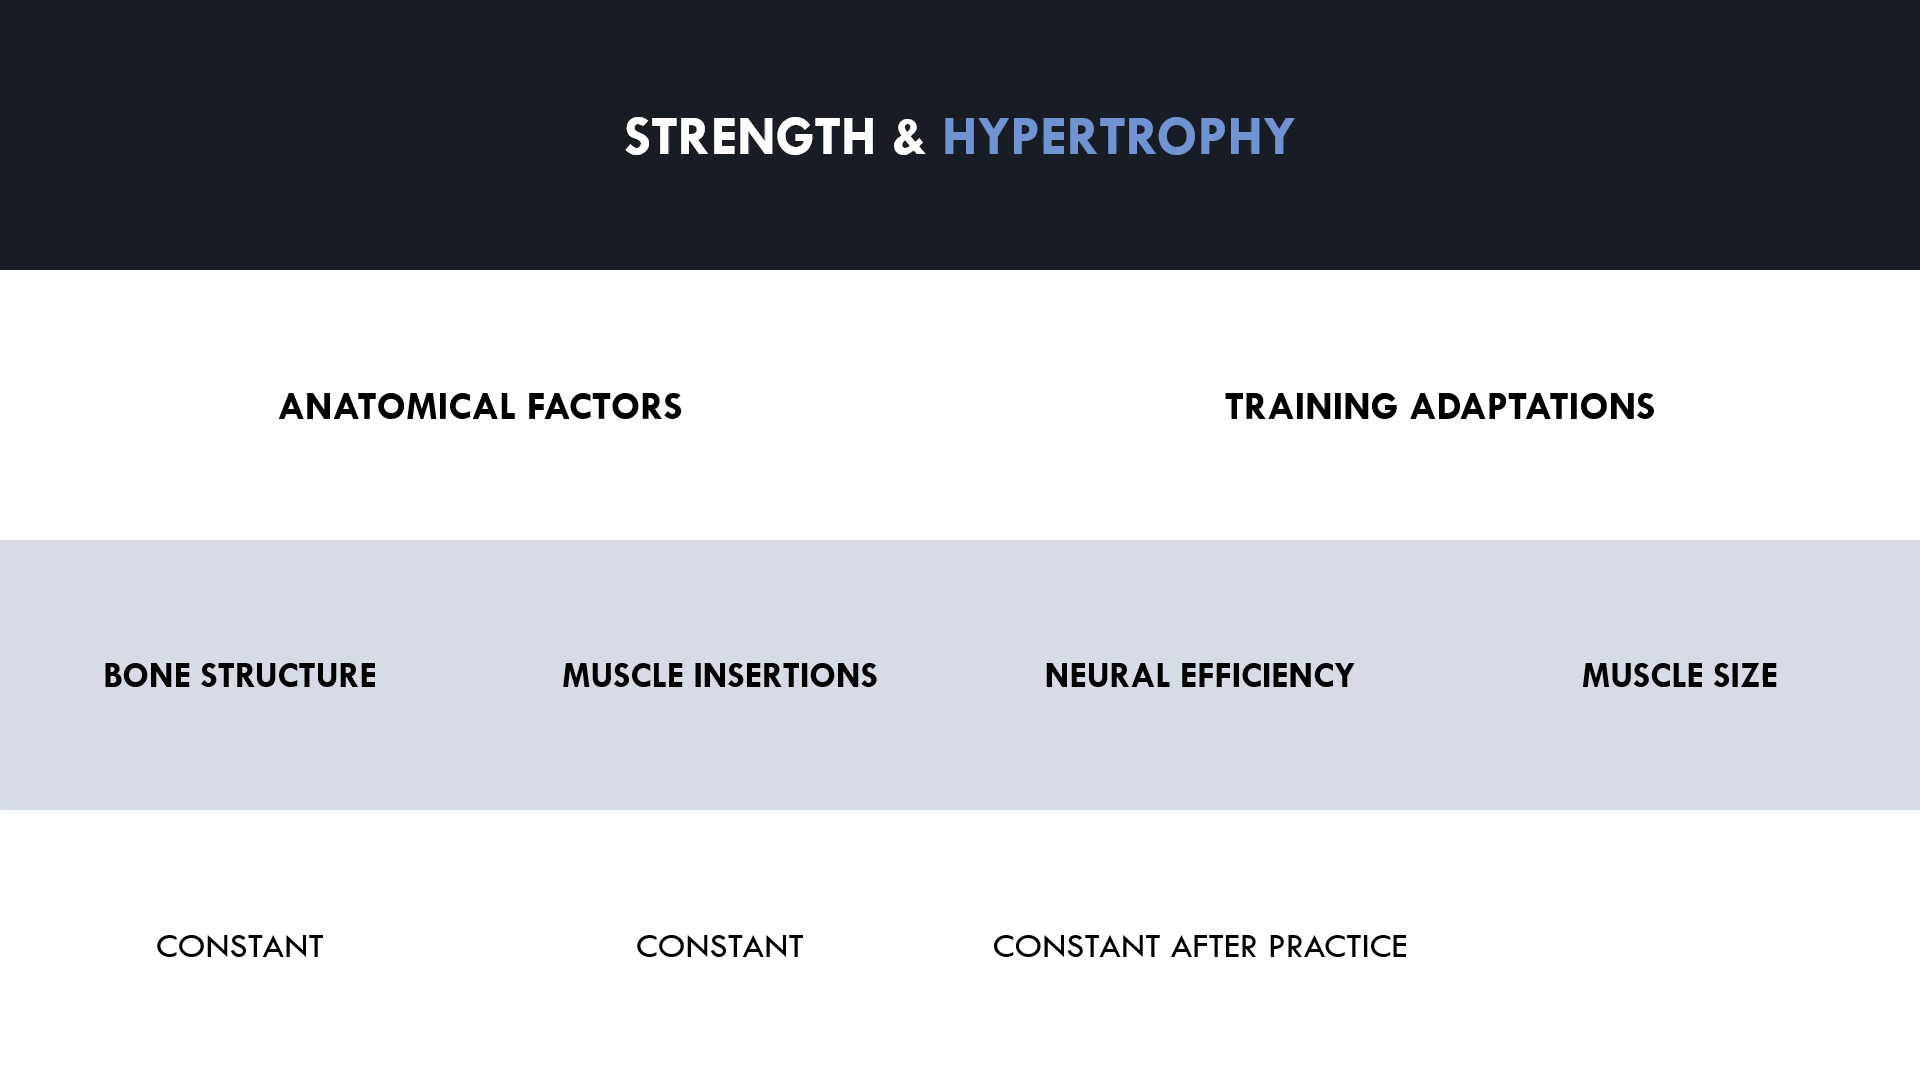 STRENGTH & HYPERTROPHY
ANATOMICAL FACTORS
TRAINING ADAPTATIONS
BONE STRUCTURE
MUSCLE INSERTIONS
NEURAL EFFICIENCY
MUSCLE SIZE
CONSTANT
CONSTANT
CONSTANT AFTER PRACTICE